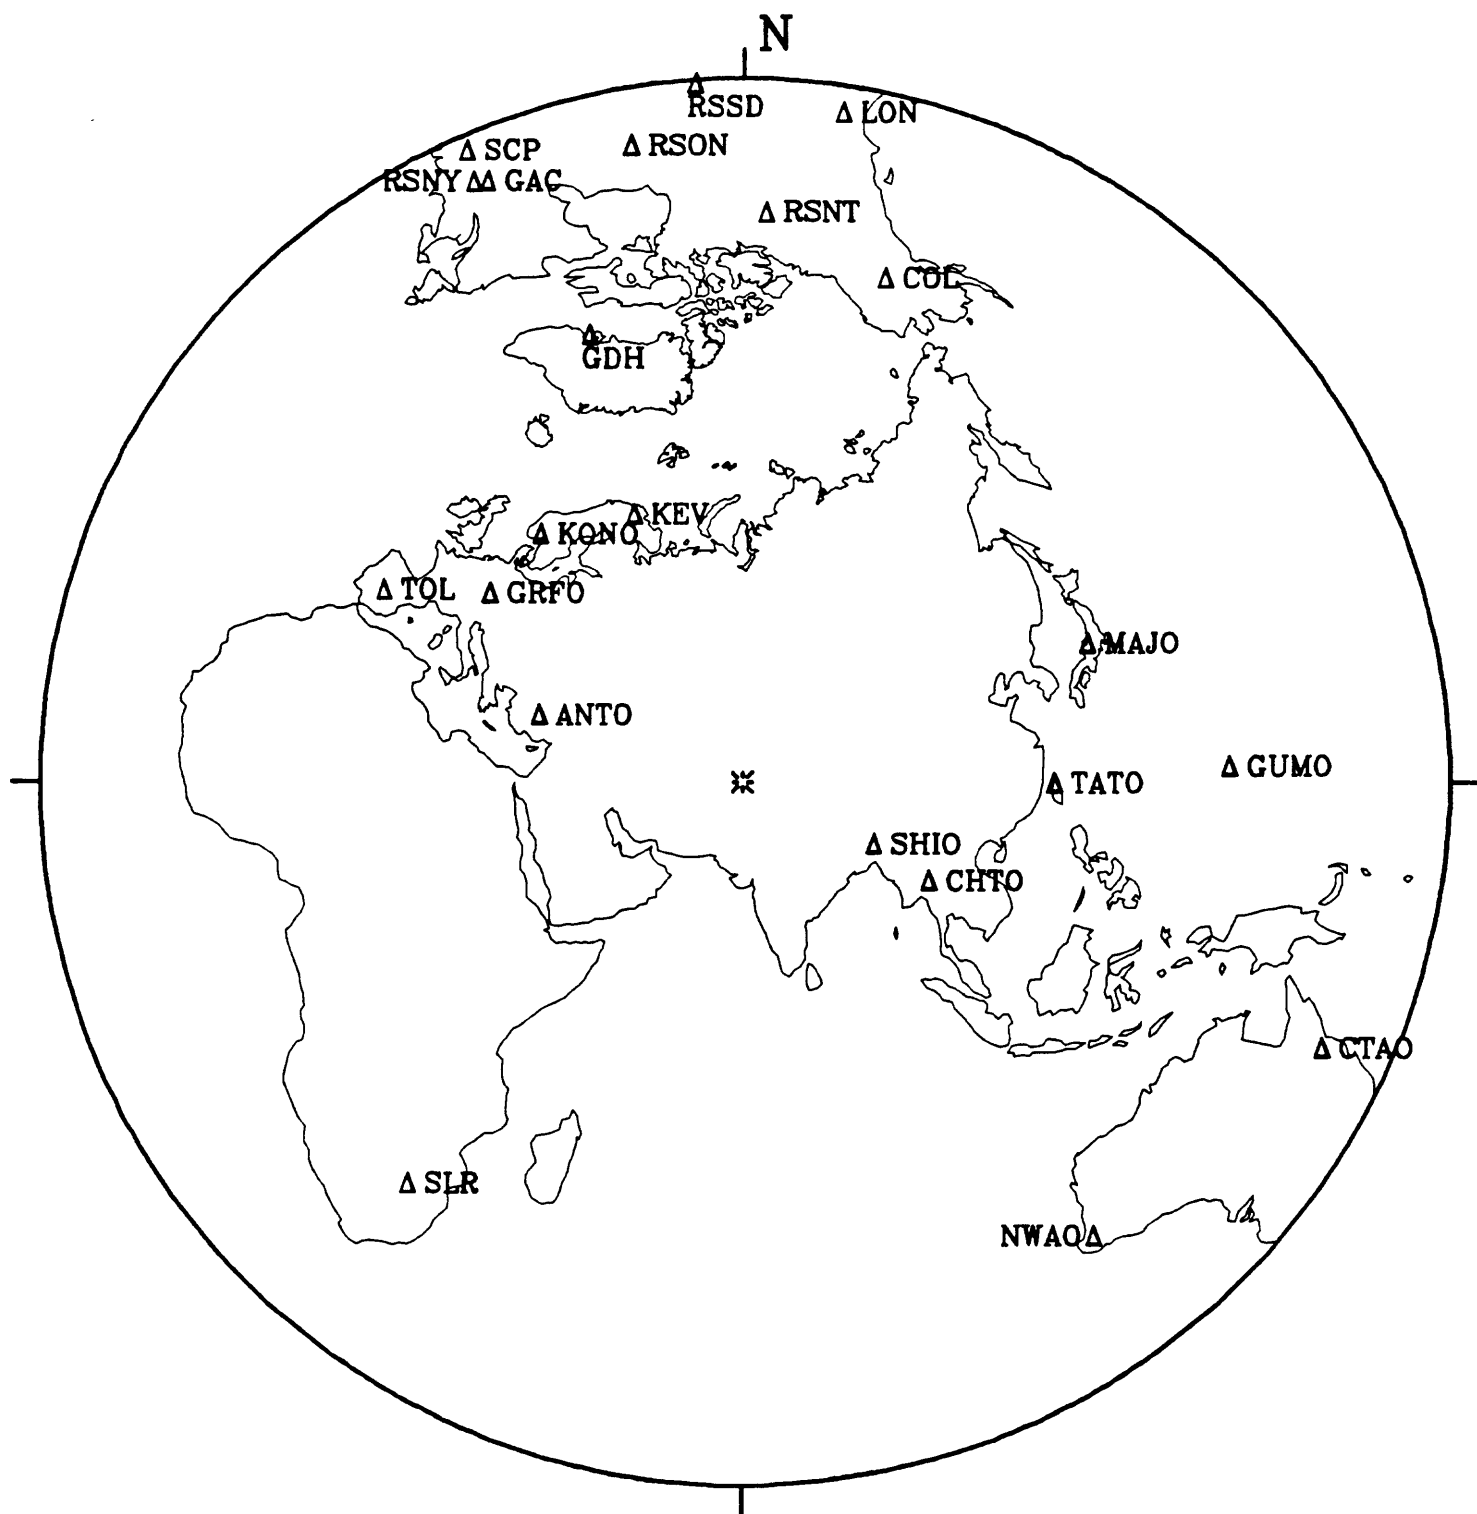 N
RSSD
LON
SCP
RSON
RSNY
GAC
RSNT
COL
GDH
KEV
KONO
TOL
GRFO
MAJO
ANTO
GUMO
TATO
SHIO
CHTO
CTAO
SLR
NWAO